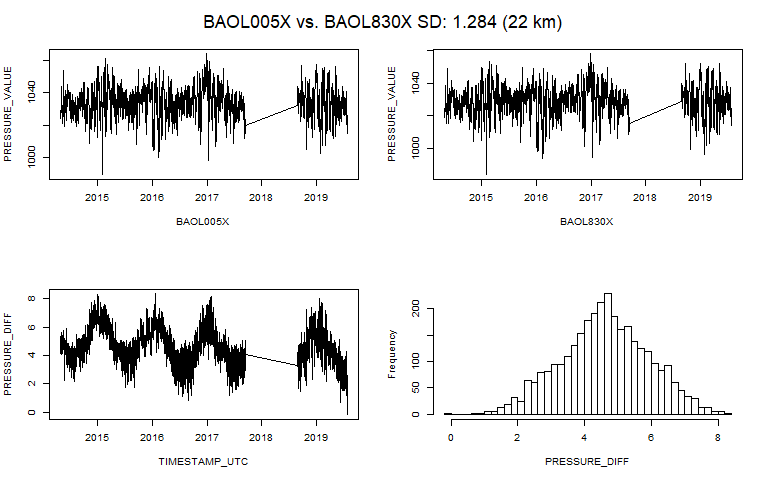 BAOL005X vs. BAOL830X SD: 1.284 (22 km)
PRESSURE_VALUE
1040
1000
2015 2016 2017 2018 2019
BAOL005X
PRESSURE_VALUE
1040
1000
2015 2016 2017 2018 2019
BAOL830X
PRESSURE_DIFF
8
6
4
2
0
2015 2016 2017 2018 2019
TIMESTAMP_UTC
Frequency
200
100
50
0
0 2 4 6 8
PRESSURE_DIFF